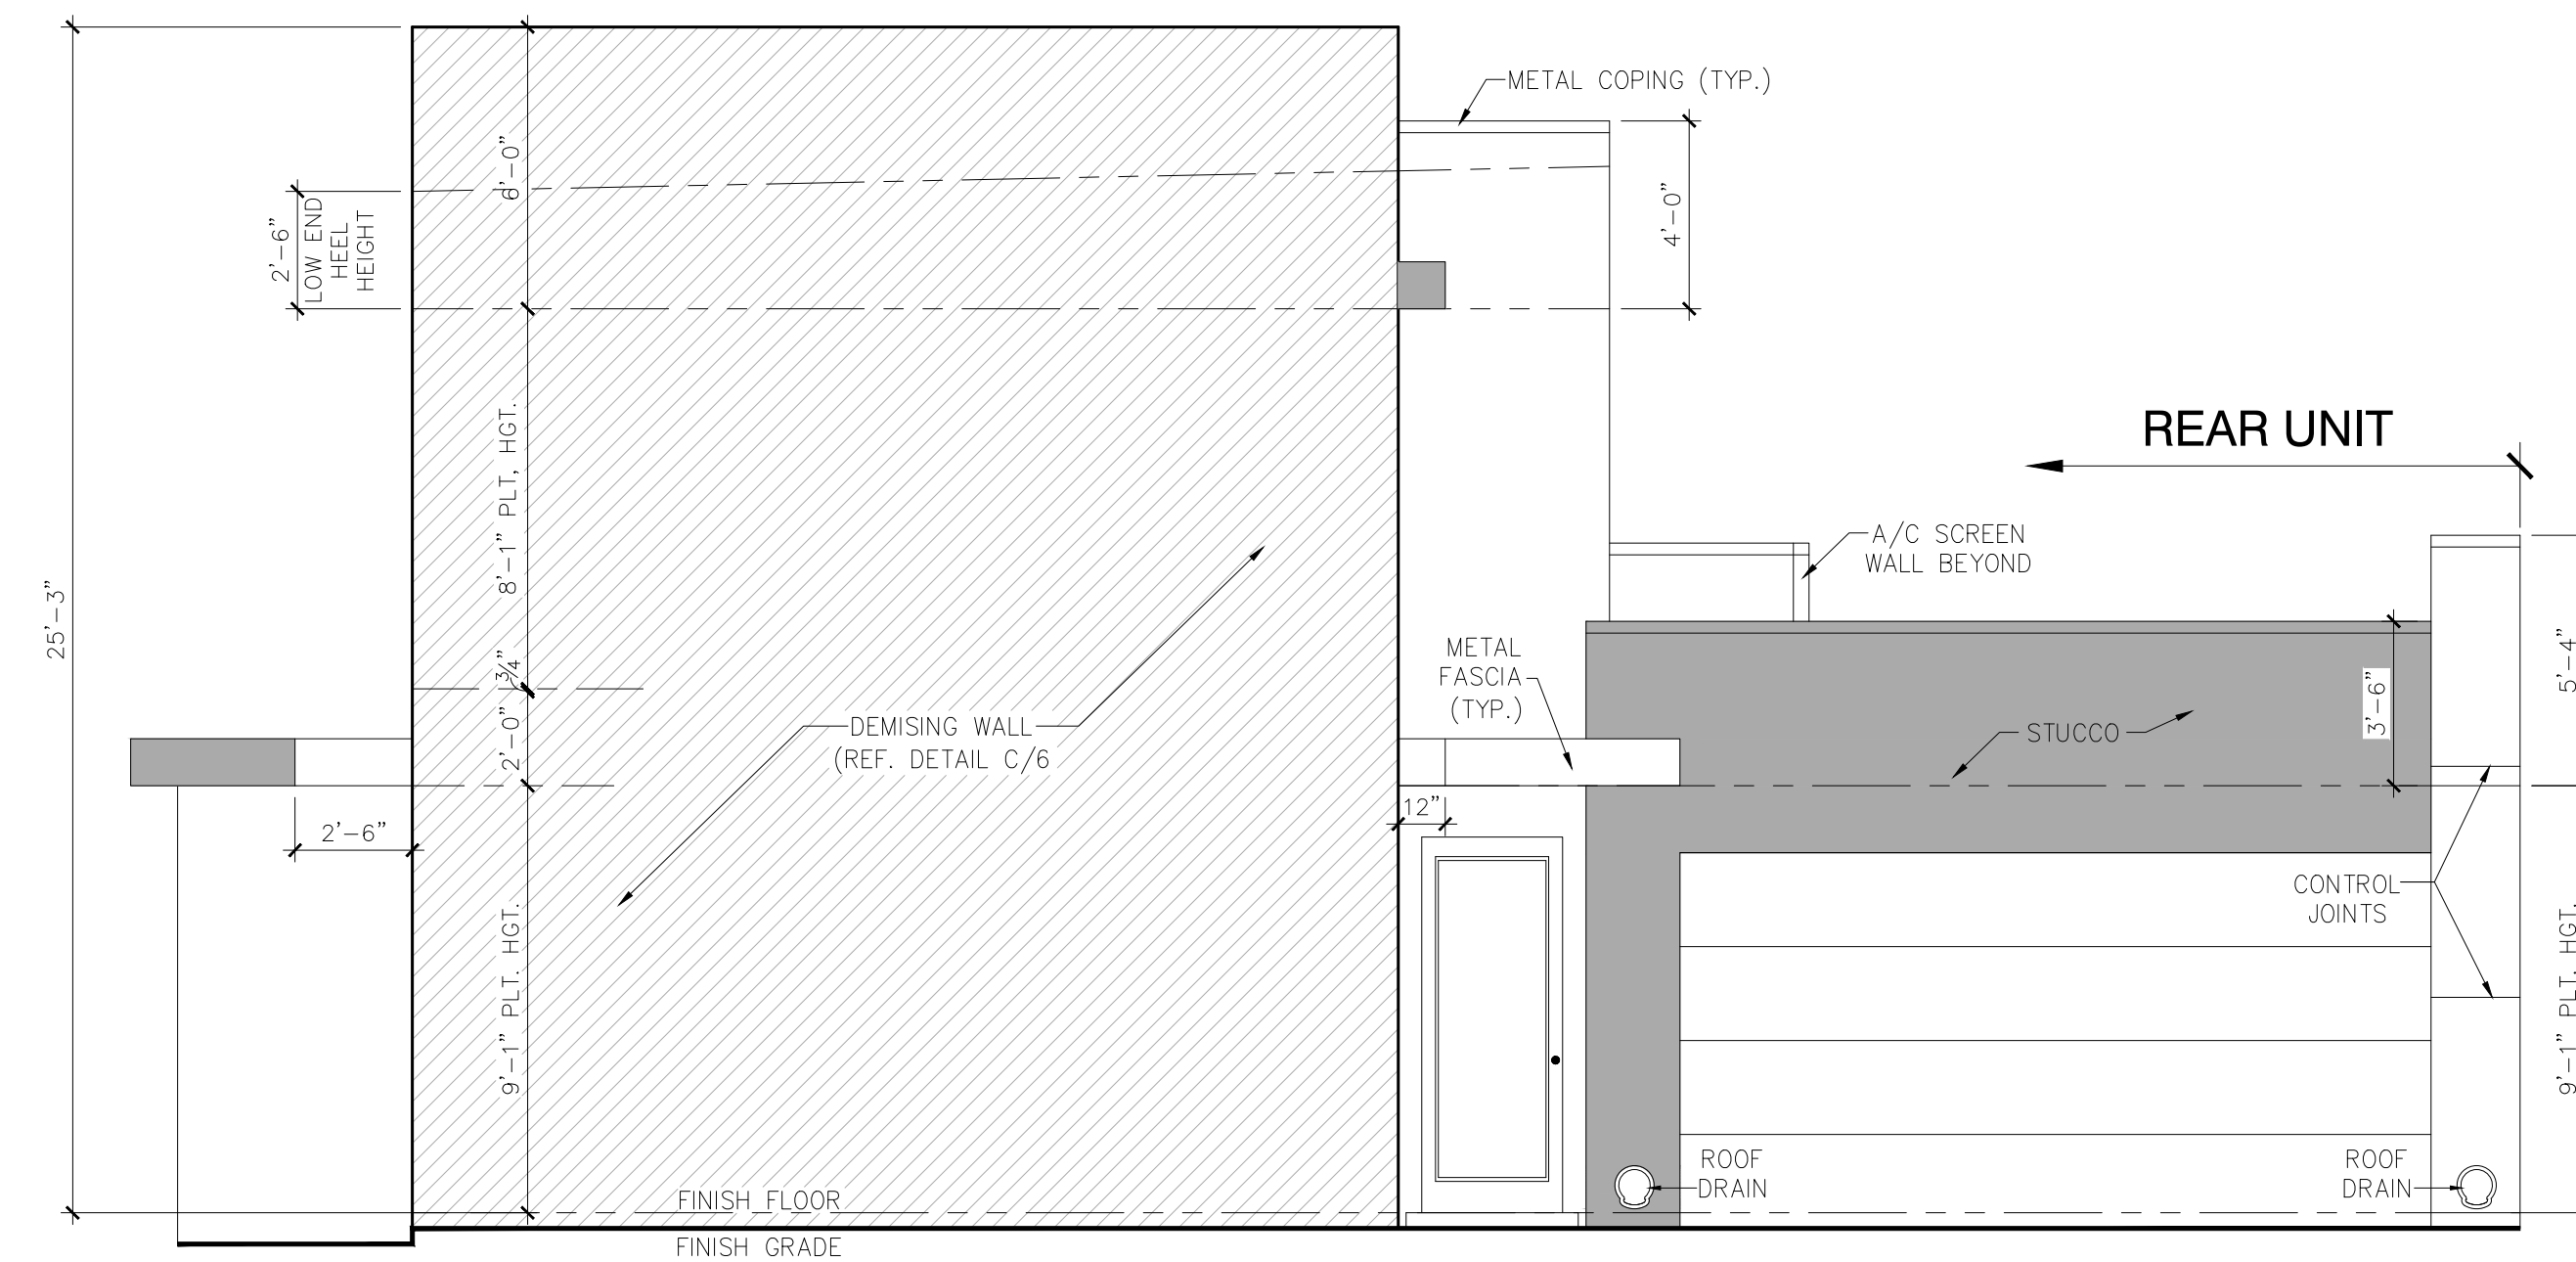 METAL COPING (TYP.)
6'-0"
4'-0"
2'-6"
LOW END
HEEL
HEIGHT
REAR UNIT
8'-1" PLT, HGT.
A/C SCREEN
WALL BEYOND
25'-3"
METAL
FASCIA
(TYP.)
5'-4"
3/4"
3'-6"
2'-0"
DEMISING WALL
(REF. DETAIL C/6
STUCCO
12"
2'-6"
CONTROL
JOINTS
9'-1" PLT. HGT.
9'-1" PLT. HGT.
ROOF
DRAIN
ROOF
DRAIN
FINISH FLOOR
FINISH GRADE